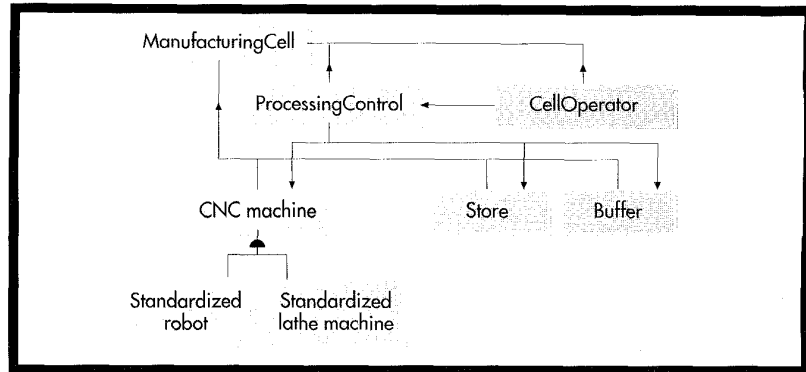 ManufacturingCell
ProcessingControl
CellOperator
CNC machine
Store
Buffer
Standardized
robot
Standardized
lathe machine